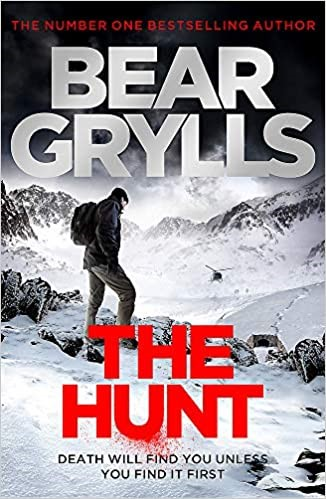 THE NUMBER ONE BESTSELLING AUTHOR
BEAR
GRYLLS
THE
HUNT
DEATH WILL FIND YOU UNLESS
YOU FIND IT FIRST